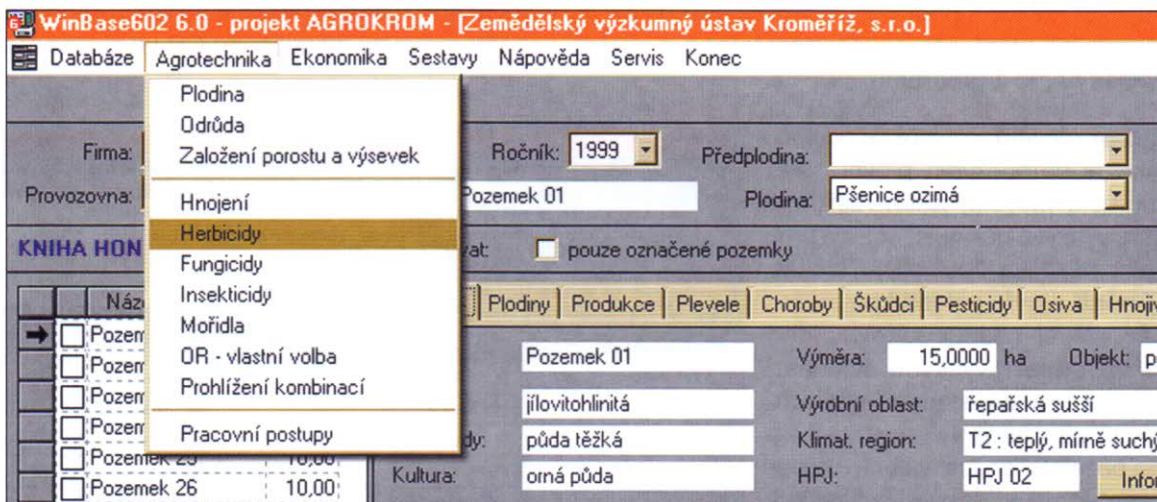 WinBase602 6.0 - projekt AGROKROM - [Zemědělský výzkumný ústav Kroměříž, s.r.o.]
Databáze Agrotechnika Ekonomika Sestavy Nápověda Servis Konec
Plodina
Odrůda
Založení porostu a výsevek
Hnojení
Herbicidy
Fungicidy
Insekticidy
Mořidla
OR - vlastní volba
Prohlížení kombinací
Pracovní postupy
Firma: Ročník: 1999 Předplodina:
Provozovna: Pozemek 01 Plodina: Pšenice ozimá
KNIHA HON pouze označené pozemky
Plodiny Produkce Plevele Choroby Škůdci Pesticidy Osiva
Pozemek 01 Výměra: 15,0000 ha Objekt:
jílovitohlinitá Výrobní oblast: řepařská sušší
půda těžká Klimat. region: T2 : teplý, mírně suchý
Kultura: orná půda HPJ: HPJ 02
Pozemek 26 10,00